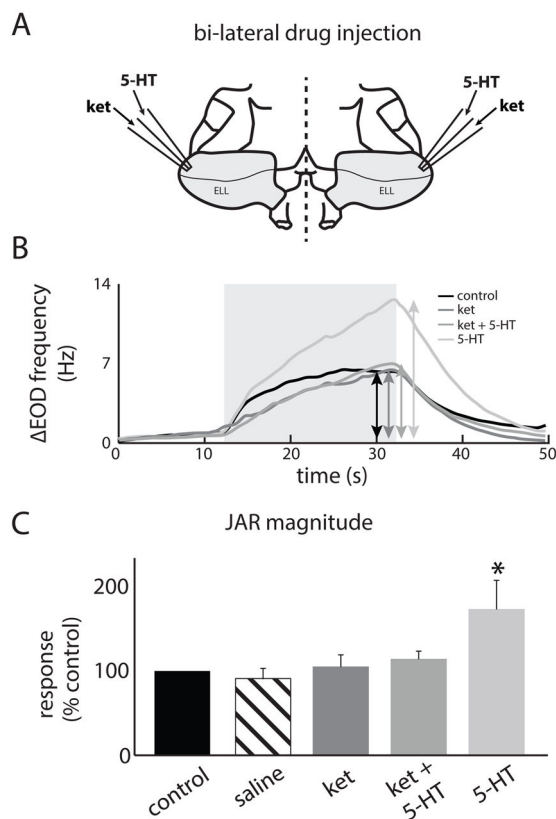 A
bi-lateral drug injection
5-HT
ket
5-HT
ket
ELL
ELL
B
14
7
0
ΔEOD frequency
(Hz)
control
ket
ket + 5-HT
5-HT
0
10
20
30
40
50
time (s)
C
JAR magnitude
200
100
0
response
(% control)
*
control
saline
ket
ket +
5-HT
5-HT